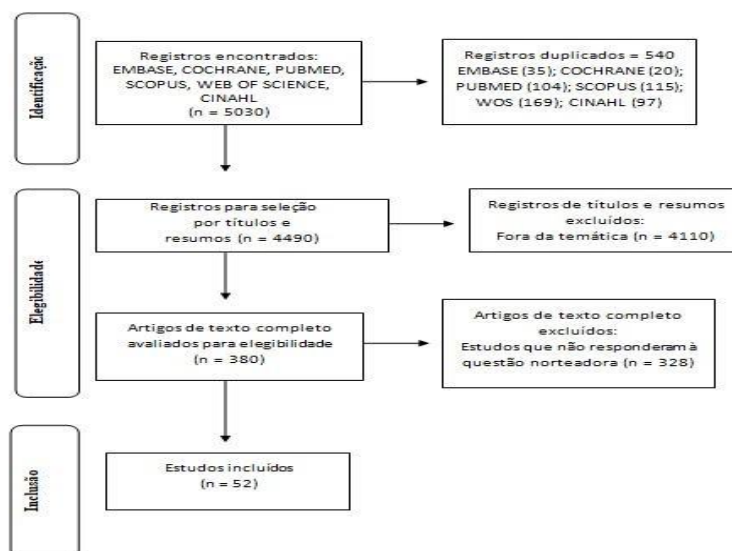 Identificação
Registros encontrados:
EMBASE, COCHRANE, PUBMED,
SCOPUS, WEB OF SCIENCE,
CINAHL
(n = 5030)
Registros duplicados = 540
EMBASE (35); COCHRANE (20);
PUBMED (104); SCOPUS (115);
WOS (169); CINAHL (97)
Elegibilidade
Registros para seleção
por títulos e
resumos (n = 4490)
Registros de títulos e resumos
excluídos:
Fora da temática (n = 4110)
Artigos de texto completo
avaliados para elegibilidade
(n = 380)
Artigos de texto completo
excluídos:
Estudos que não responderam à
questão norteadora (n = 328)
Inclusão
Estudos incluídos
(n = 52)